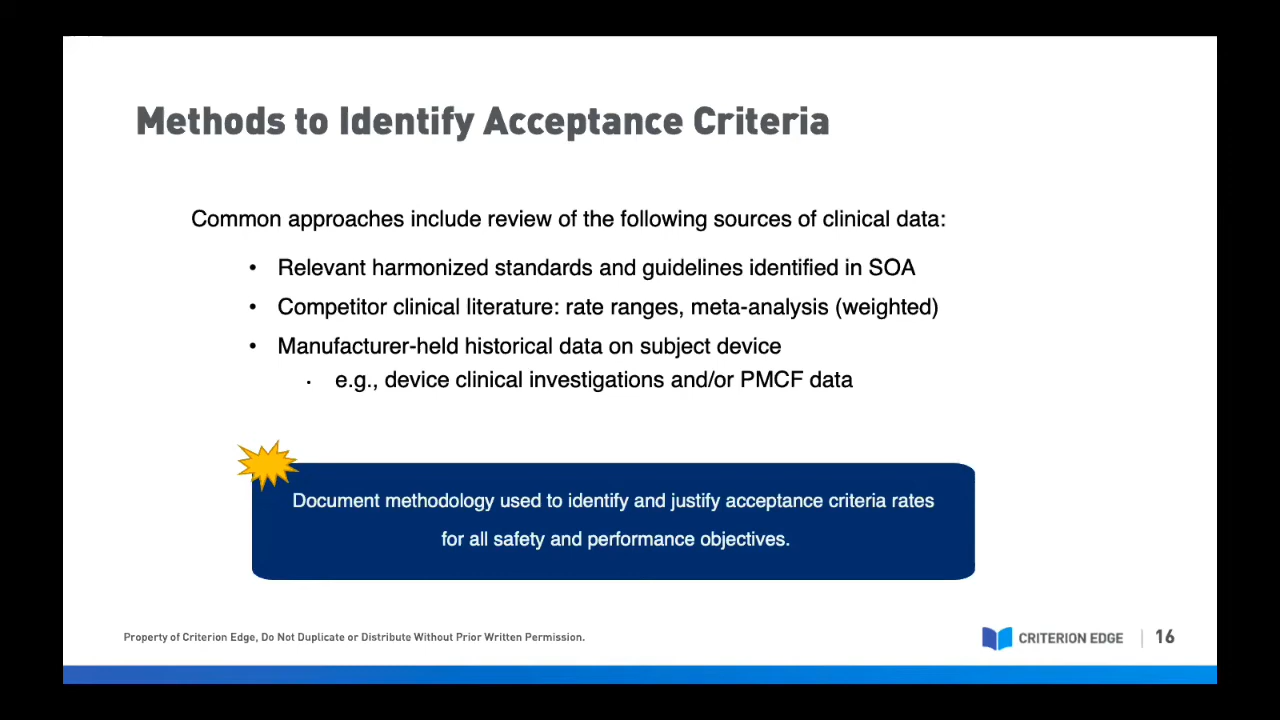 Methods to Identify Acceptance Criteria
Common approaches include review of the following sources of clinical data:
• Relevant harmonized standards and guidelines identified in SOA
• Competitor clinical literature: rate ranges, meta-analysis (weighted)
• Manufacturer-held historical data on subject device
• e.g., device clinical investigations and/or PMCF data
Document methodology used to identify and justify acceptance criteria rates
for all safety and performance objectives.
Property of Criterion Edge, Do Not Duplicate or Distribute Without Prior Written Permission.
CRITERION EDGE | 16